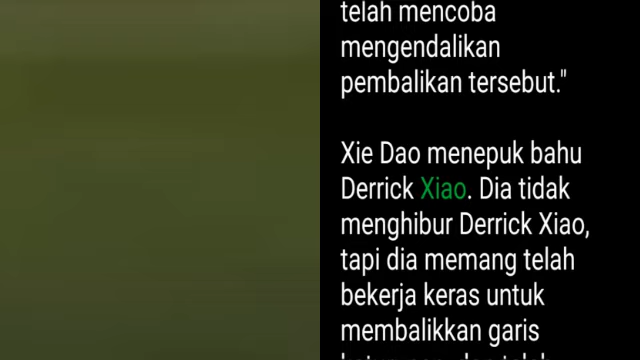 telah mencoba
mengendalikan
pembalikan tersebut."
Xie Dao menepuk bahu
Derrick Xiao. Dia tidak
menghibur Derrick Xiao,
tapi dia memang telah
bekerja keras untuk
membalikkan garis